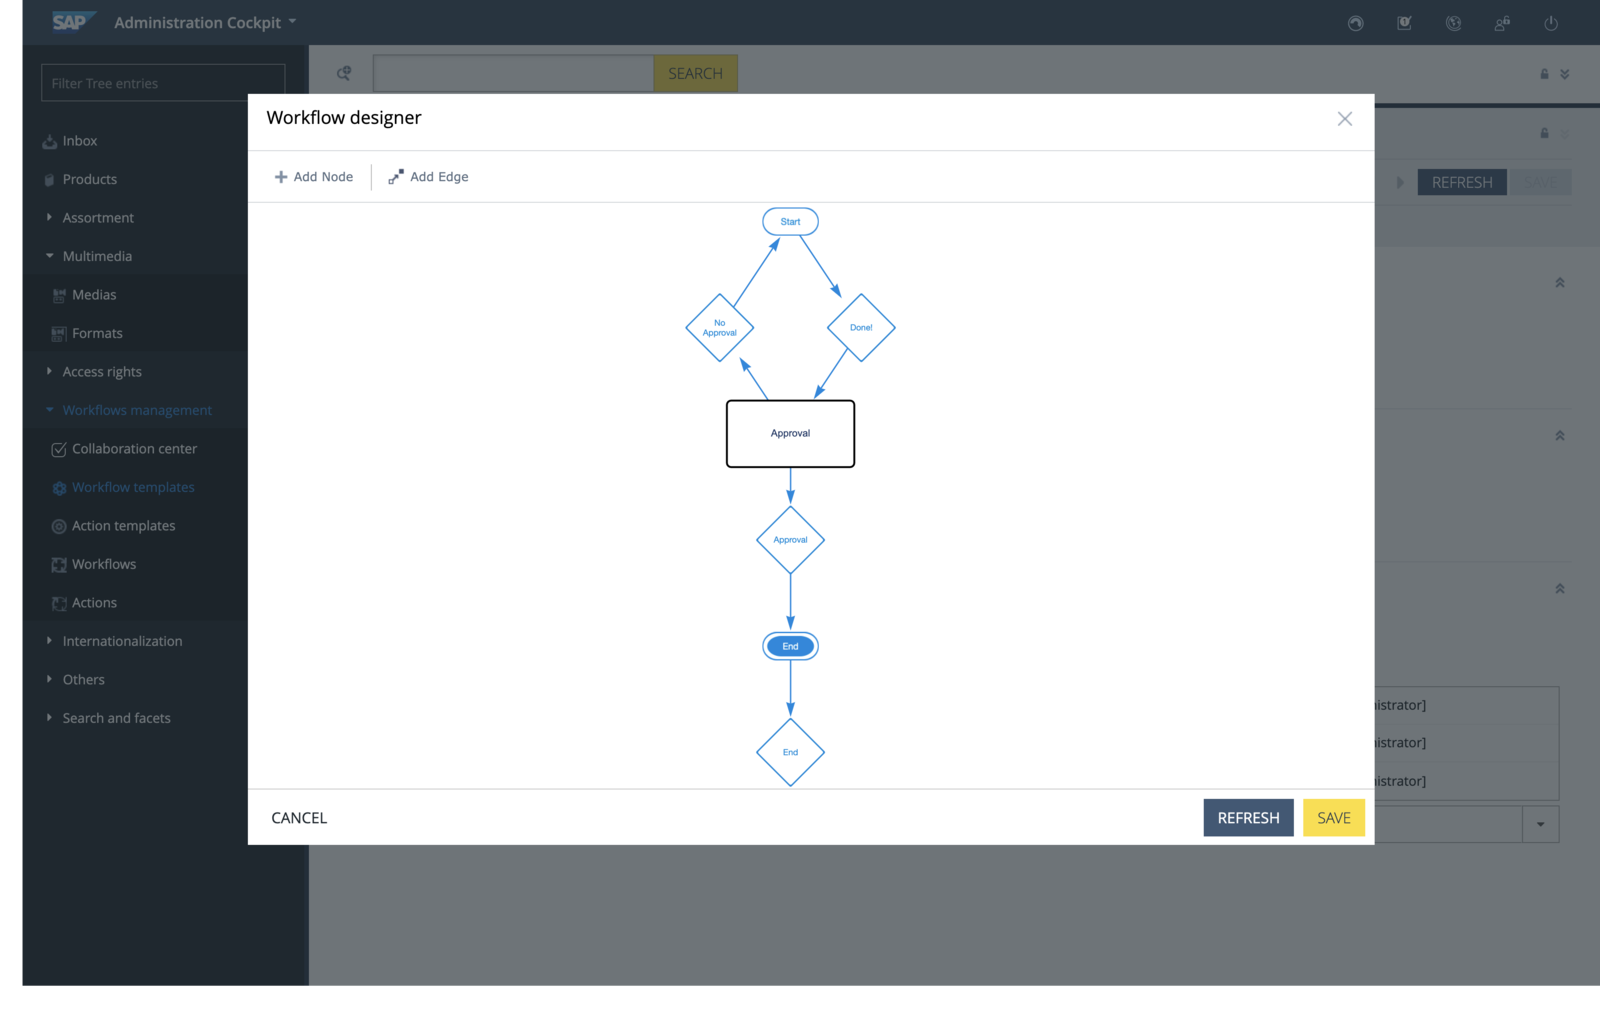 SAP Administration Cockpit
Filter Tree entries
SEARCH
Inbox
Products
Assortment
Multimedia
Medias
Formats
Access rights
Workflows management
Collaboration center
Workflow templates
Action templates
Workflows
Actions
Internationalization
Others
Search and facets
REFRESH SAVE
Workflow designer
Add Node Add Edge
Start
No
Approval
Done!
Approval
Approval
End
End
CANCEL REFRESH SAVE
istrator]
istrator]
istrator]